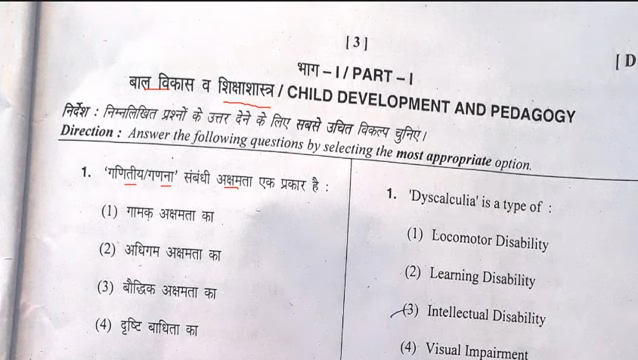 [ 3 ]
[ D
भाग – I / PART – I
बाल विकास व शिक्षाशास्त्र / CHILD DEVELOPMENT AND PEDAGOGY
निर्देश : निम्नलिखित प्रश्नों के उत्तर देने के लिए सबसे उचित विकल्प चुनिए।
Direction : Answer the following questions by selecting the most appropriate option.
1. 'गणितीय/गणना' संबंधी अक्षमता एक प्रकार है :
(1) गामक अक्षमता का
(2) अधिगम अक्षमता का
(3) बौद्धिक अक्षमता का
(4) दृष्टि बाधिता का
1. 'Dyscalculia' is a type of :
(1) Locomotor Disability
(2) Learning Disability
(3) Intellectual Disability
(4) Visual Impairment